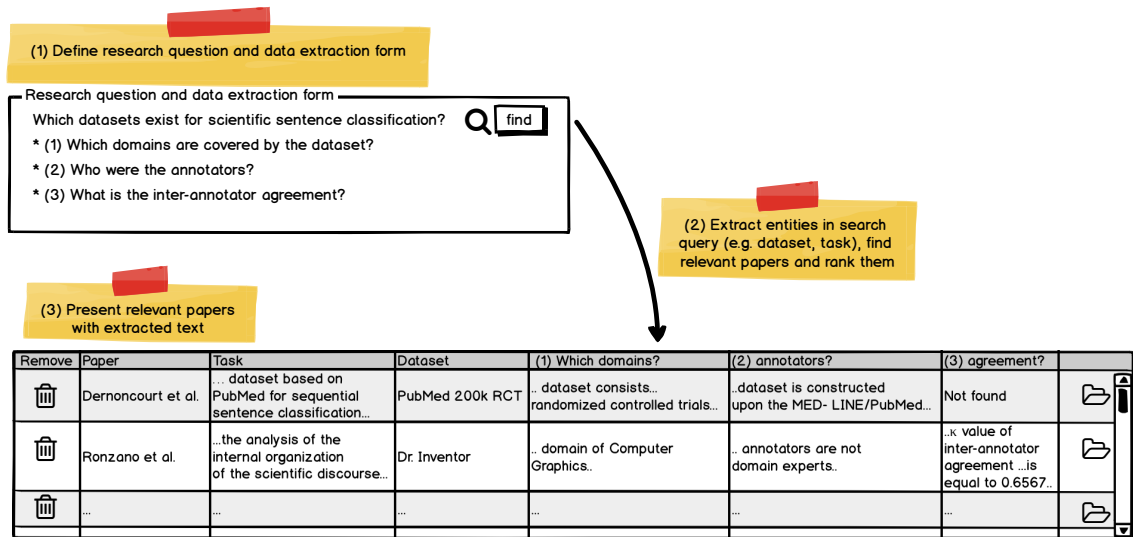 (1) Define research question and data extraction form
Research question and data extraction form
Which datasets exist for scientific sentence classification?
find
* (1) Which domains are covered by the dataset?
* (2) Who were the annotators?
* (3) What is the inter-annotator agreement?
(2) Extract entities in search
query (e.g. dataset, task), find
relevant papers and rank them
(3) Present relevant papers
with extracted text
Remove Paper Task Dataset (1) Which domains? (2) annotators? (3) agreement?
Dernoncourt et al.
... dataset based on
PubMed for sequential
sentence classification...
PubMed 200k RCT
.. dataset consists...
randomized controlled trials...
..dataset is constructed
upon the MED- LINE/PubMed...
Not found
Ronzano et al.
...the analysis of the
internal organization
of the scientific discourse...
Dr. Inventor
.. domain of Computer
Graphics..
.. annotators are not
domain experts..
..κ value of
inter-annotator
agreement ...is
equal to 0.6567..
... ... ... ... ... ...